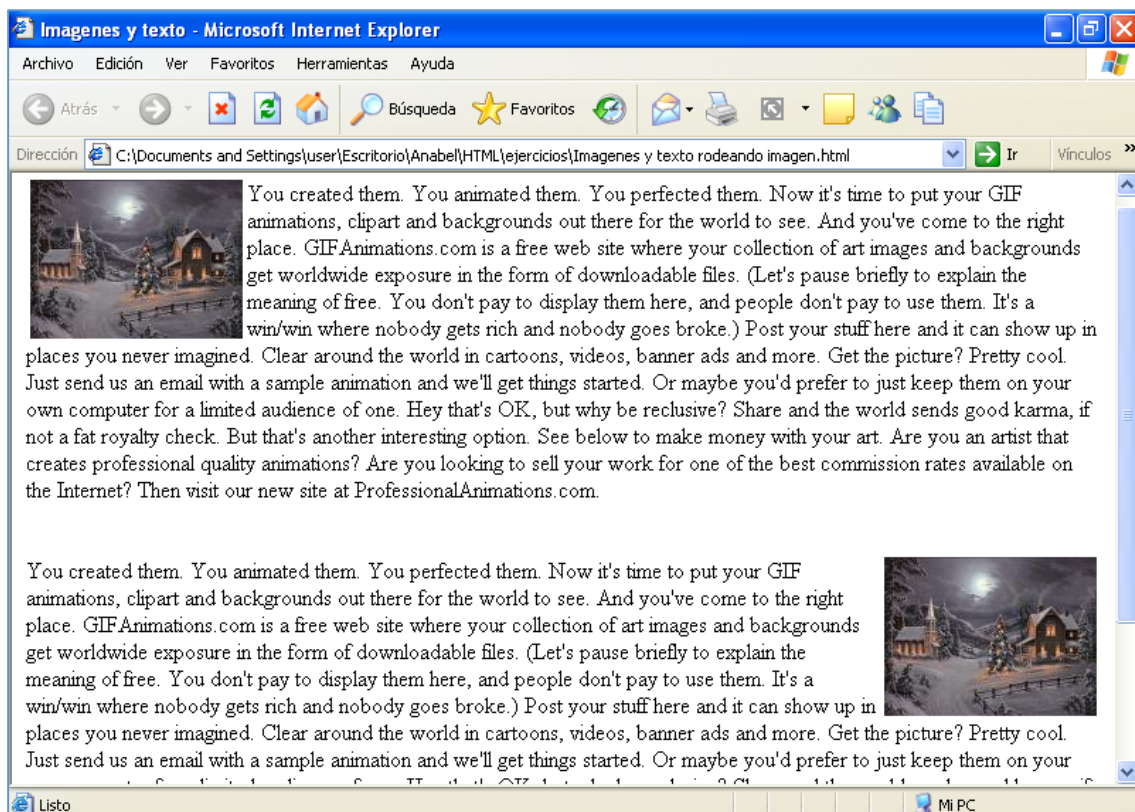 Imagenes y texto - Microsoft Internet Explorer
Archivo Edición Ver Favoritos Herramientas Ayuda
Atrás Búsqueda Favoritos
Dirección C:\Documents and Settings\user\Escritorio\Anabel\HTML\ejercicios\Imagenes y texto rodeando imagen.html Ir Vínculos »
You created them. You animated them. You perfected them. Now it's time to put your GIF
animations, clipart and backgrounds out there for the world to see. And you've come to the right
place. GIFAnimations.com is a free web site where your collection of art images and backgrounds
get worldwide exposure in the form of downloadable files. (Let's pause briefly to explain the
meaning of free. You don't pay to display them here, and people don't pay to use them. It's a
win/win where nobody gets rich and nobody goes broke.) Post your stuff here and it can show up in
places you never imagined. Clear around the world in cartoons, videos, banner ads and more. Get the picture? Pretty cool.
Just send us an email with a sample animation and we'll get things started. Or maybe you'd prefer to just keep them on your
own computer for a limited audience of one. Hey that's OK, but why be reclusive? Share and the world sends good karma, if
not a fat royalty check. But that's another interesting option. See below to make money with your art. Are you an artist that
creates professional quality animations? Are you looking to sell your work for one of the best commission rates available on
the Internet? Then visit our new site at ProfessionalAnimations.com.
You created them. You animated them. You perfected them. Now it's time to put your GIF
animations, clipart and backgrounds out there for the world to see. And you've come to the right
place. GIFAnimations.com is a free web site where your collection of art images and backgrounds
get worldwide exposure in the form of downloadable files. (Let's pause briefly to explain the
meaning of free. You don't pay to display them here, and people don't pay to use them. It's a
win/win where nobody gets rich and nobody goes broke.) Post your stuff here and it can show up in
places you never imagined. Clear around the world in cartoons, videos, banner ads and more. Get the picture? Pretty cool.
Just send us an email with a sample animation and we'll get things started. Or maybe you'd prefer to just keep them on your
Listo Mi PC